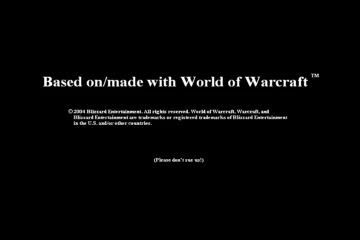 Based on/made with World of Warcraft™
© 2004 Blizzard Entertainment. All rights reserved. World of Warcraft, Warcraft, and
Blizzard Entertainment are trademarks or registered trademarks of Blizzard Entertainment
in the U.S. and/or other countries.
(Please don't sue us!)